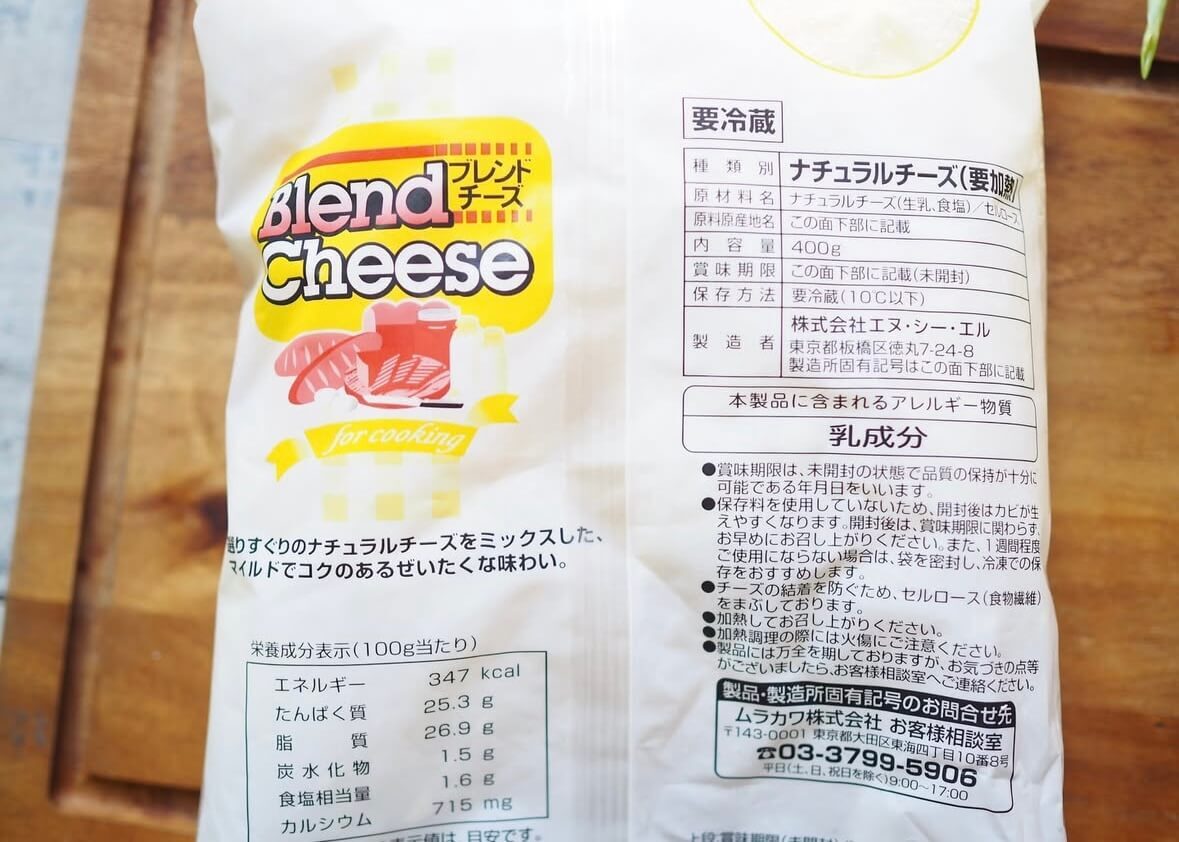 Blend
ブレンド
チーズ
Cheese
for cooking
りすぐりのナチュラルチーズをミックスした、
マイルドでコクのあるぜいたくな味わい。
栄養成分表示(100g当たり)
エネルギー 347 kcal
たんぱく質 25.3 g
脂質 26.9 g
炭水化物 1.5 g
食塩相当量 1.6 g
カルシウム 715 mg
表示値は、目安です。
要冷蔵
種類別 ナチュラルチーズ(要加熱)
原材料名 ナチュラルチーズ(生乳、食塩)/セルロース
原料原産地名 この面下部に記載
内容量 400g
賞味期限 この面下部に記載(未開封)
保存方法 要冷蔵(10℃以下)
製造者 株式会社エヌ・シー・エル
東京都板橋区徳丸7-24-8
製造所固有記号はこの面下部に記載
本製品に含まれるアレルギー物質
乳成分
●賞味期限は、未開封の状態で品質の保持が十分に
可能である年月日をいいます。
●保存料を使用していないため、開封後はカビが生
えやすくなります。開封後は、賞味期限に関わらず、
お早めにお召し上がりください。また、1週間程度
ご使用にならない場合は、袋を密封し、冷凍での保
存をおすすめします。
●チーズの結着を防ぐため、セルロース(食物繊維)
をまぶしております。
●加熱してお召し上がりください。
●加熱調理の際には火傷にご注意ください。
●製品には万全を期しておりますが、お気づきの点等
がございましたら、お客様相談室へご連絡ください。
製品・製造所固有記号のお問合せ先
ムラカワ株式会社 お客様相談室
〒143-0001 東京都大田区東海四丁目10番8号
☎03-3799-5906
平日(土、日、祝日を除く)9:00〜17:00
上段:賞味期限(未開封)